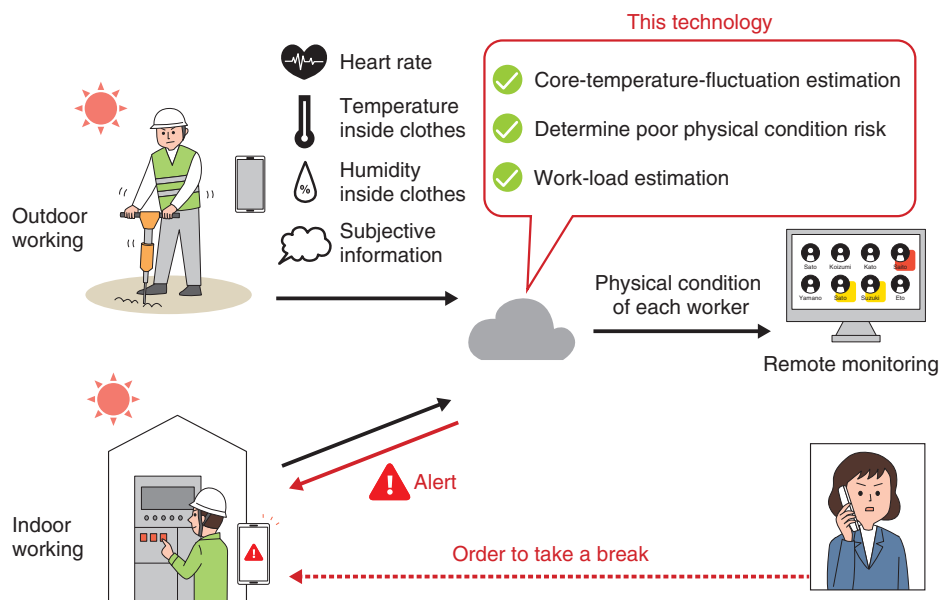 This technology
Heart rate
Temperature
inside clothes
%
Humidity
inside clothes
Subjective
information
Core-temperature-fluctuation estimation
Determine poor physical condition risk
Work-load estimation
Outdoor
working
Physical condition
of each worker
Sato
Koizumi
Kato
Saito
Yamano
Sato
Suzuki
Eto
Remote monitoring
!
Alert
Indoor
working
!
Order to take a break